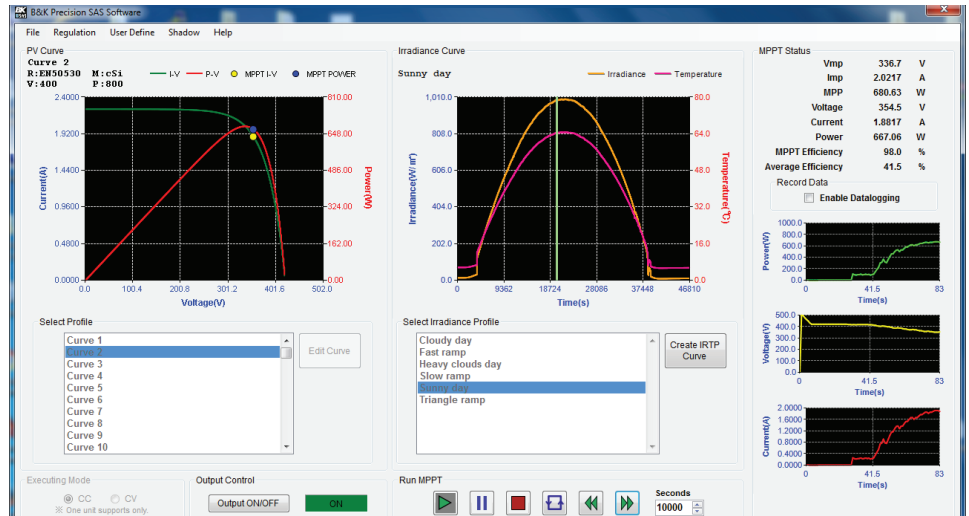 B&K Precision SAS Software
File Regulation User Define Shadow Help
PV Curve
Curve 2
R:EN50530 M:cSi
V:400 P:800
I-V P-V MPPT I-V MPPT POWER
2.4000 810.00
1.9200 648.00
1.4400 486.00
0.9600 324.00
0.4800 162.00
0.0000 0.00
Current(A)
Power(W)
0.0 100.4 200.8 301.2 401.6 502.0
Voltage(V)
Irradiance Curve
Sunny day
Irradiance Temperature
1,010.0 80.0
808.0 64.0
606.0 48.0
404.0 32.0
202.0 16.0
0.0 0.0
Irradiance(W/㎡)
Temperature(℃)
0 9362 18724 28086 37448 46810
Time(s)
MPPT Status
Vmp 336.7 V
Imp 2.0217 A
MPP 680.63 W
Voltage 354.5 V
Current 1.8817 A
Power 667.06 W
MPPT Efficiency 98.0 %
Average Efficiency 41.5 %
Record Data
Enable Datalogging
1000.0
800.0
600.0
400.0
200.0
0.0
Power(W)
0 41.5 83
Time(s)
500.0
400.0
300.0
200.0
100.0
0.0
Voltage(V)
0 41.5 83
Time(s)
2.0000
1.6000
1.2000
0.8000
0.4000
0.0000
Current(A)
0 41.5 83
Time(s)
Select Profile
Curve 1
Curve 2
Curve 3
Curve 4
Curve 5
Curve 6
Curve 7
Curve 8
Curve 9
Curve 10
Edit Curve
Select Irradiance Profile
Cloudy day
Fast ramp
Heavy clouds day
Slow ramp
Sunny day
Triangle ramp
Create IRTP
Curve
Executing Mode
CC CV
※ One unit supports only.
Output Control
Output ON/OFF ON
Run MPPT
Seconds
10000